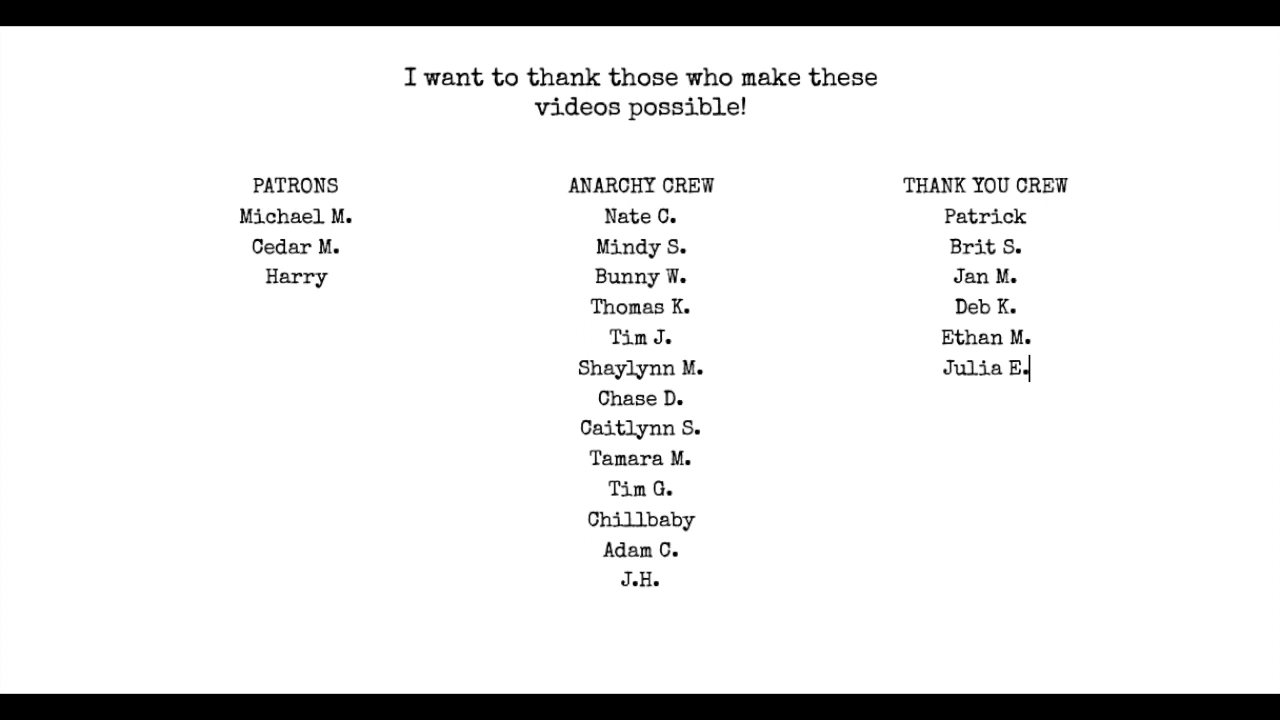 I want to thank those who make these
videos possible!
PATRONS
Michael M.
Cedar M.
Harry
ANARCHY CREW
Nate C.
Mindy S.
Bunny W.
Thomas K.
Tim J.
Shaylynn M.
Chase D.
Caitlynn S.
Tamara M.
Tim G.
Chillbaby
Adam C.
J.H.
THANK YOU CREW
Patrick
Brit S.
Jan M.
Deb K.
Ethan M.
Julia E.